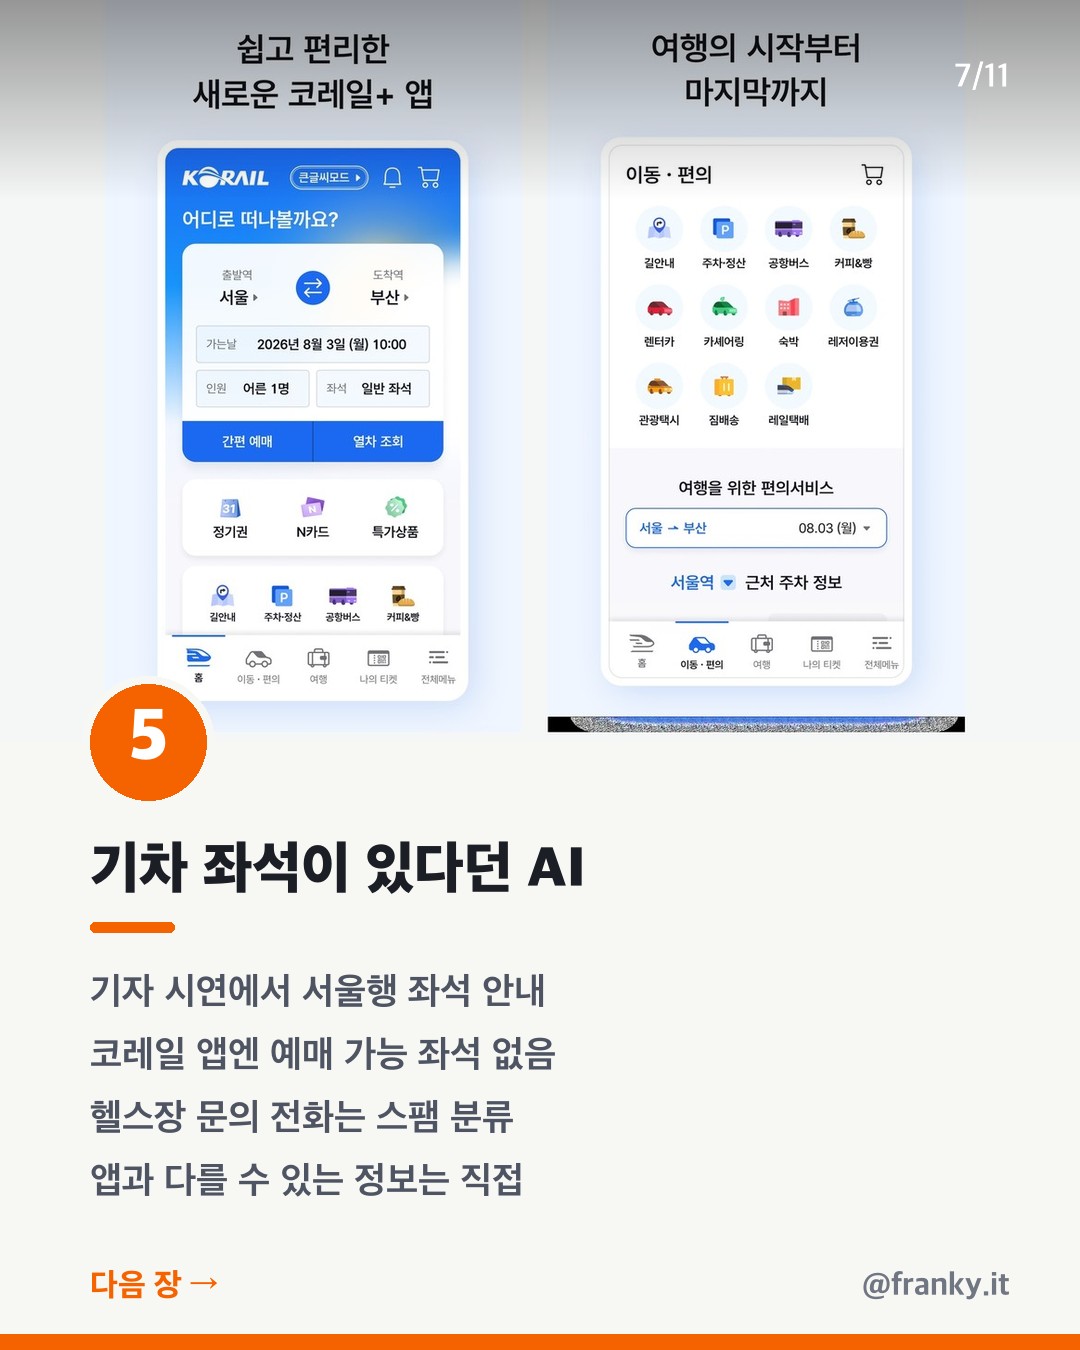 쉽고 편리한
새로운 코레일+ 앱
KORAIL
큰글씨모드
어디로 떠나볼까요?
출발역
도착역
서울
부산
가는날 2026년 8월 3일 (월) 10:00
인원 어른 1명
좌석 일반 좌석
간편 예매
열차 조회
31
N
정기권
N카드
특가상품
P
길안내
주차·정산
공항버스
커피&빵
홈
이동 · 편의
여행
나의 티켓
전체메뉴
여행의 시작부터
마지막까지
7/11
이동 · 편의
P
길안내
주차·정산
공항버스
커피&빵
렌터카
카셰어링
숙박
레저이용권
관광택시
짐배송
레일택배
여행을 위한 편의서비스
서울 → 부산
08.03 (월)
서울역 근처 주차 정보
홈
이동 · 편의
여행
나의 티켓
전체메뉴
5
기차 좌석이 있다던 AI
기자 시연에서 서울행 좌석 안내
코레일 앱엔 예매 가능 좌석 없음
헬스장 문의 전화는 스팸 분류
앱과 다를 수 있는 정보는 직접
다음 장 →
@franky.it